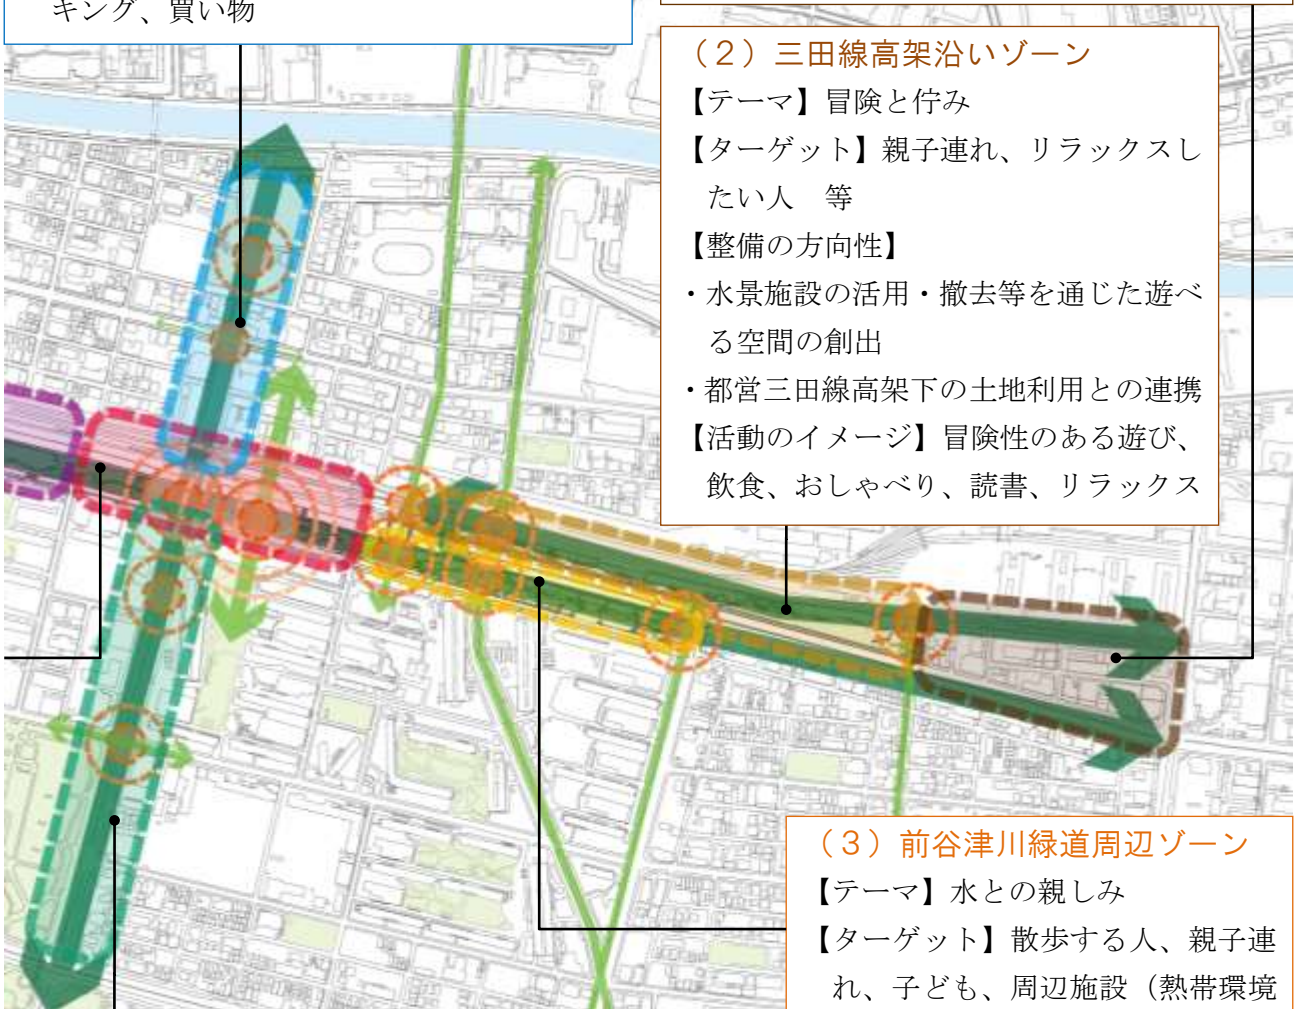 キング、買い物
（２）三田線高架沿いゾーン
【テーマ】冒険と佇み
【ターゲット】親子連れ、リラックスし
たい人　等
【整備の方向性】
・水景施設の活用・撤去等を通じた遊べ
る空間の創出
・都営三田線高架下の土地利用との連携
【活動のイメージ】冒険性のある遊び、
飲食、おしゃべり、読書、リラックス
（３）前谷津川緑道周辺ゾーン
【テーマ】水との親しみ
【ターゲット】散歩する人、親子連
れ、子ども、周辺施設（熱帯環境